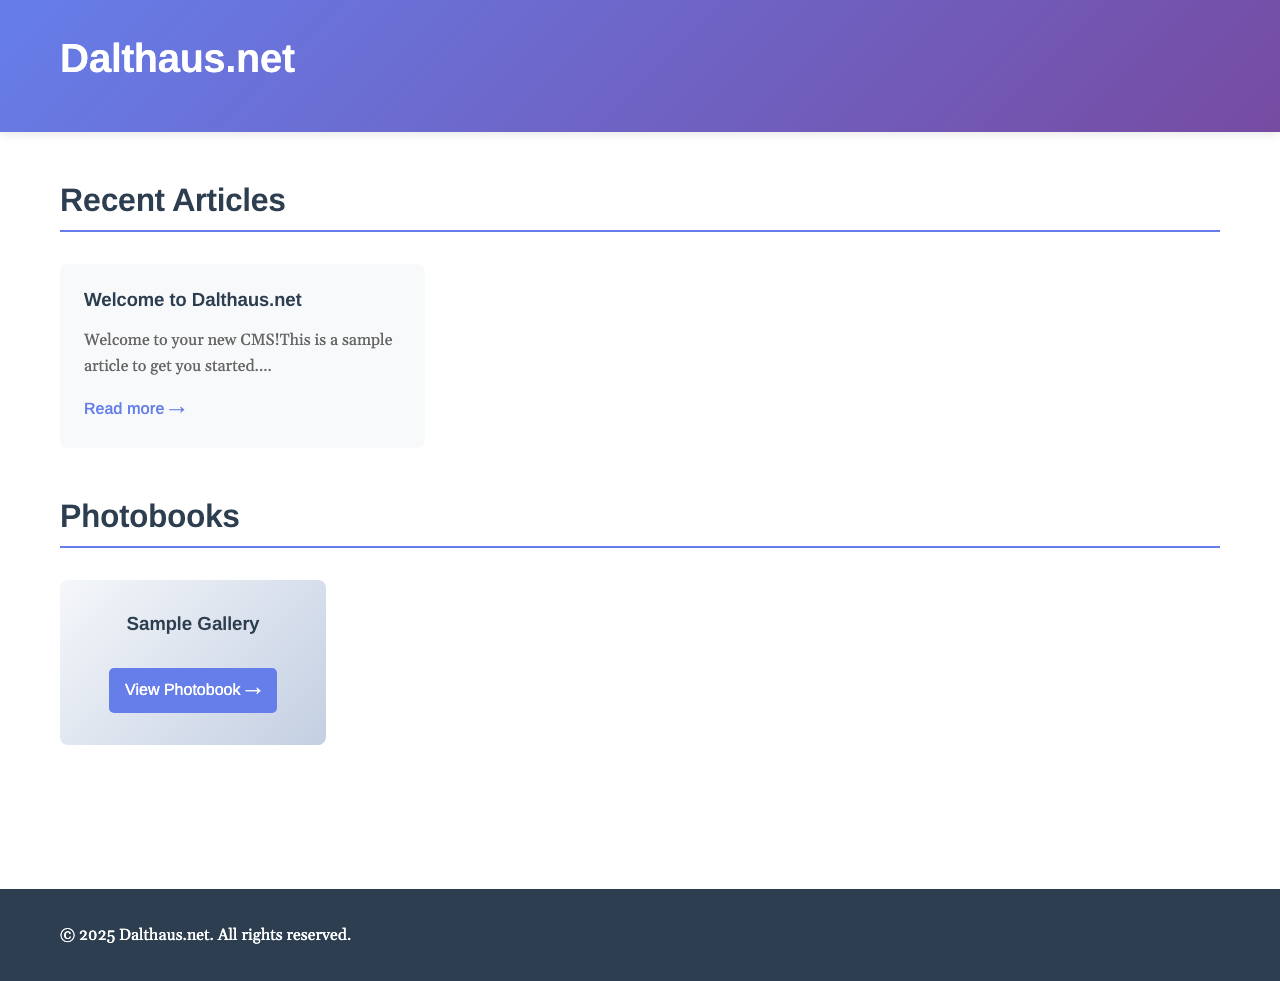 Dalthaus.net
Recent Articles
Welcome to Dalthaus.net
Welcome to your new CMS!This is a sample
article to get you started....
Read more →
Photobooks
Sample Gallery
View Photobook →
© 2025 Dalthaus.net. All rights reserved.